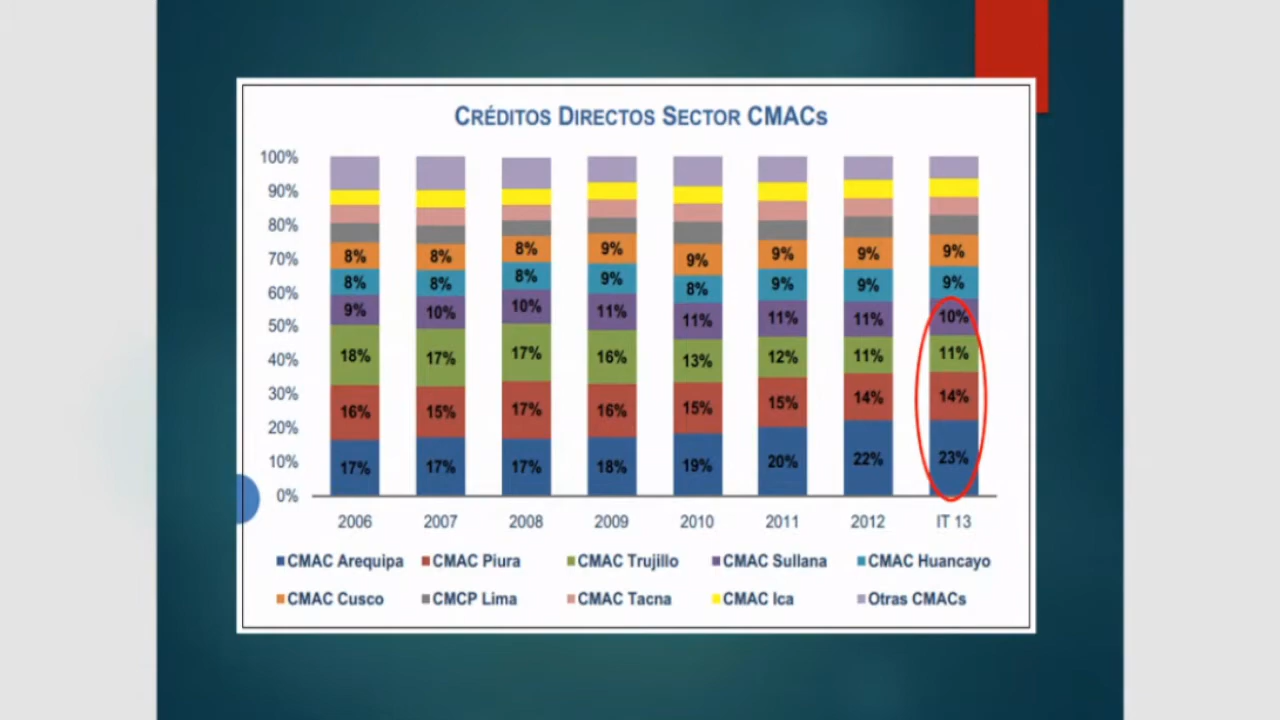 CRÉDITOS DIRECTOS SECTOR CMACS
100%
90%
80%
70%
60%
50%
40%
30%
20%
10%
0%
8% 8% 8% 9% 9% 9% 9% 9%
8% 8% 8% 9% 8% 9% 9% 9%
9% 10% 10% 11% 11% 11% 11% 10%
18% 17% 17% 16% 13% 12% 11% 11%
16% 15% 17% 16% 15% 15% 14% 14%
17% 17% 17% 18% 19% 20% 22% 23%
2006 2007 2008 2009 2010 2011 2012 IT 13
CMAC Arequipa CMAC Piura CMAC Trujillo CMAC Sullana CMAC Huancayo
CMAC Cusco CMCP Lima CMAC Tacna CMAC Ica Otras CMACs